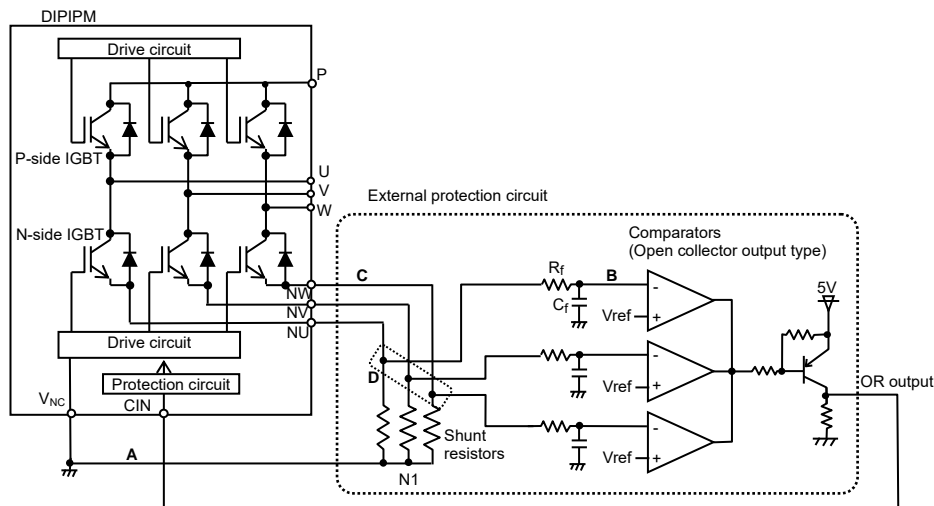 DIPIPM
Drive circuit
P
P-side IGBT
U
V
W
External protection circuit
N-side IGBT
Comparators
(Open collector output type)
C
Rf
B
5V
NW
Cf
Vref
NV
NU
Drive circuit
D
Vref
Protection circuit
OR output
VNC
CIN
Shunt
resistors
Vref
A
N1
- + - + - +